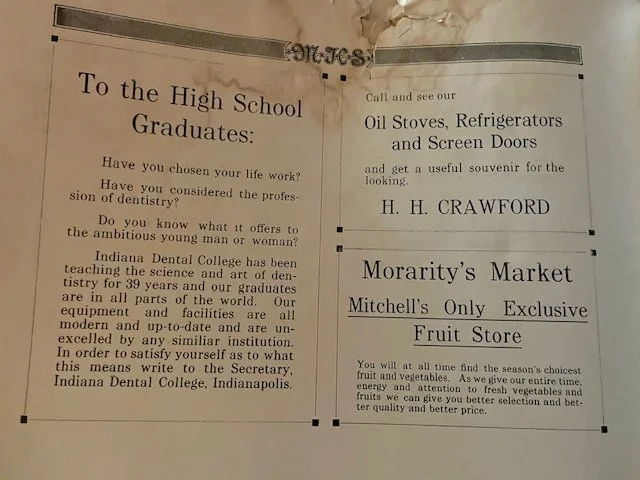 M·H·S
To the High School
Graduates:
Have you chosen your life work?
Have you considered the profes-
sion of dentistry?
Do you know what it offers to
the ambitious young man or woman?
Indiana Dental College has been
teaching the science and art of den-
tistry for 39 years and our graduates
are in all parts of the world. Our
equipment and facilities are all
modern and up-to-date and are un-
excelled by any similiar institution.
In order to satisfy yourself as to what
this means write to the Secretary,
Indiana Dental College, Indianapolis.
Call and see our
Oil Stoves, Refrigerators
and Screen Doors
and get a useful souvenir for the
looking.
H. H. CRAWFORD
Morarity's Market
Mitchell's Only Exclusive
Fruit Store
You will at all time find the season's choicest
fruit and vegetables. As we give our entire time,
energy and attention to fresh vegetables and
fruits we can give you better selection and bet-
ter quality and better price.